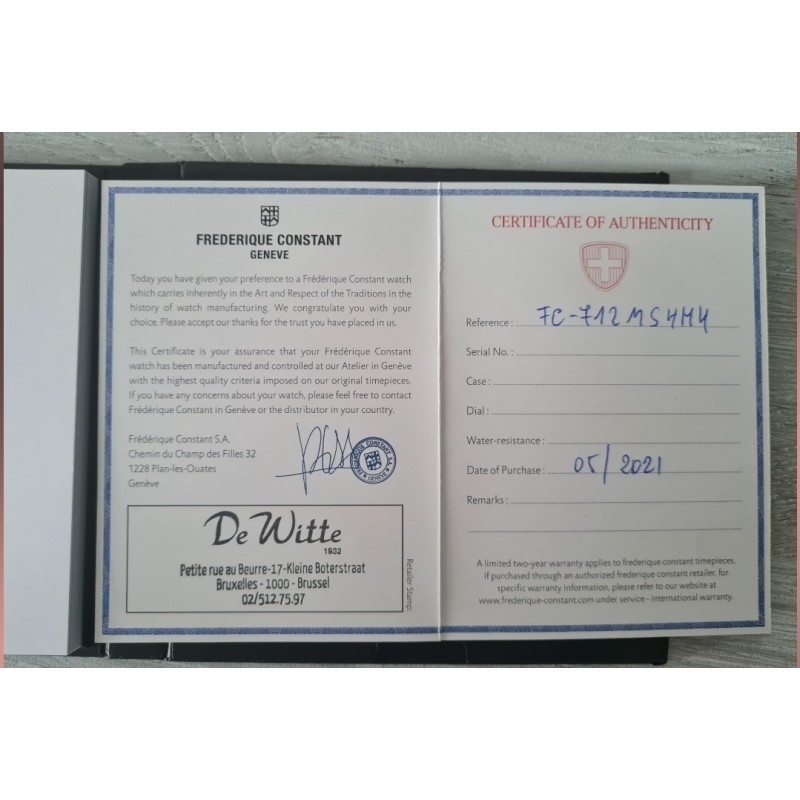 FREDERIQUE CONSTANT
GENEVE
Today you have given your preference to a Frédérique Constant watch
which carries inherently in the Art and Respect of the Traditions in the
history of watch manufacturing. We congratulate you with your
choice. Please accept our thanks for the trust you have placed in us.
This Certificate is your assurance that your Frédérique Constant
watch has been manufactured and controlled at our Atelier in Genève
with the highest quality criteria imposed on our original timepieces.
If you have any concerns about your watch, please feel free to contact
Frédérique Constant in Genève or the distributor in your country.
Frédérique Constant S.A.
Chemin du Champ des Filles 32
1228 Plan-les-Ouates
Genève
FREDERIQUE CONSTANT S.A.
GENEVE
De Witte
1932
Petite rue au Beurre-17-Kleine Boterstraat
Bruxelles - 1000 - Brussel
02/512.75.97
Retailer Stamp:
CERTIFICATE OF AUTHENTICITY
Reference : FC-712MS4H4
Serial No. :
Case :
Dial :
Water-resistance :
Date of Purchase : 05/2021
Remarks :
A limited two-year warranty applies to frederique constant timepieces.
if purchased through an authorized frederique constant retailer. for
specific warranty information, please refer to our website at
www.frederique-constant.com under service - international warranty.